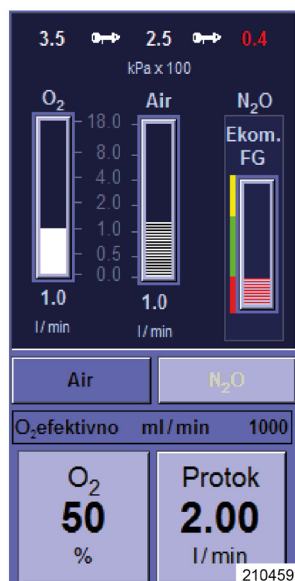 3.5 2.5 0.4
kPa x 100
O₂ Air N₂O
18.0
8.0
4.0
2.0
1.0
0.5
0.0
Ekom.
FG
1.0 1.0
l/min l/min
Air N₂O
O₂efektivno ml/min 1000
O₂ Protok
50 2.00
% l/min
210459